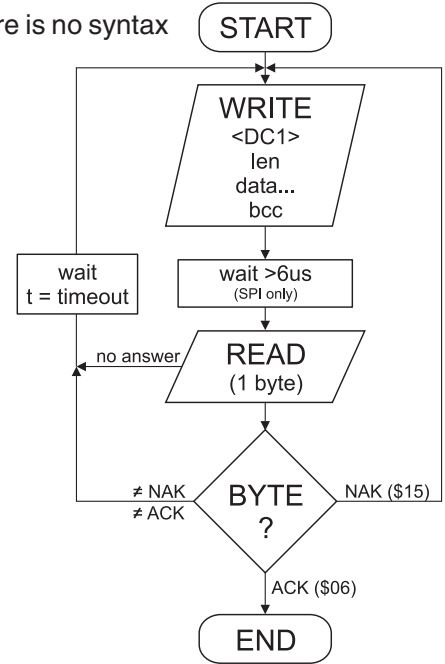 re is no syntax
START
WRITE
<DC1>
len
data...
bcc
wait
t = timeout
wait >6us
(SPI only)
no answer
READ
(1 byte)
≠ NAK
≠ ACK
BYTE
?
NAK ($15)
ACK ($06)
END